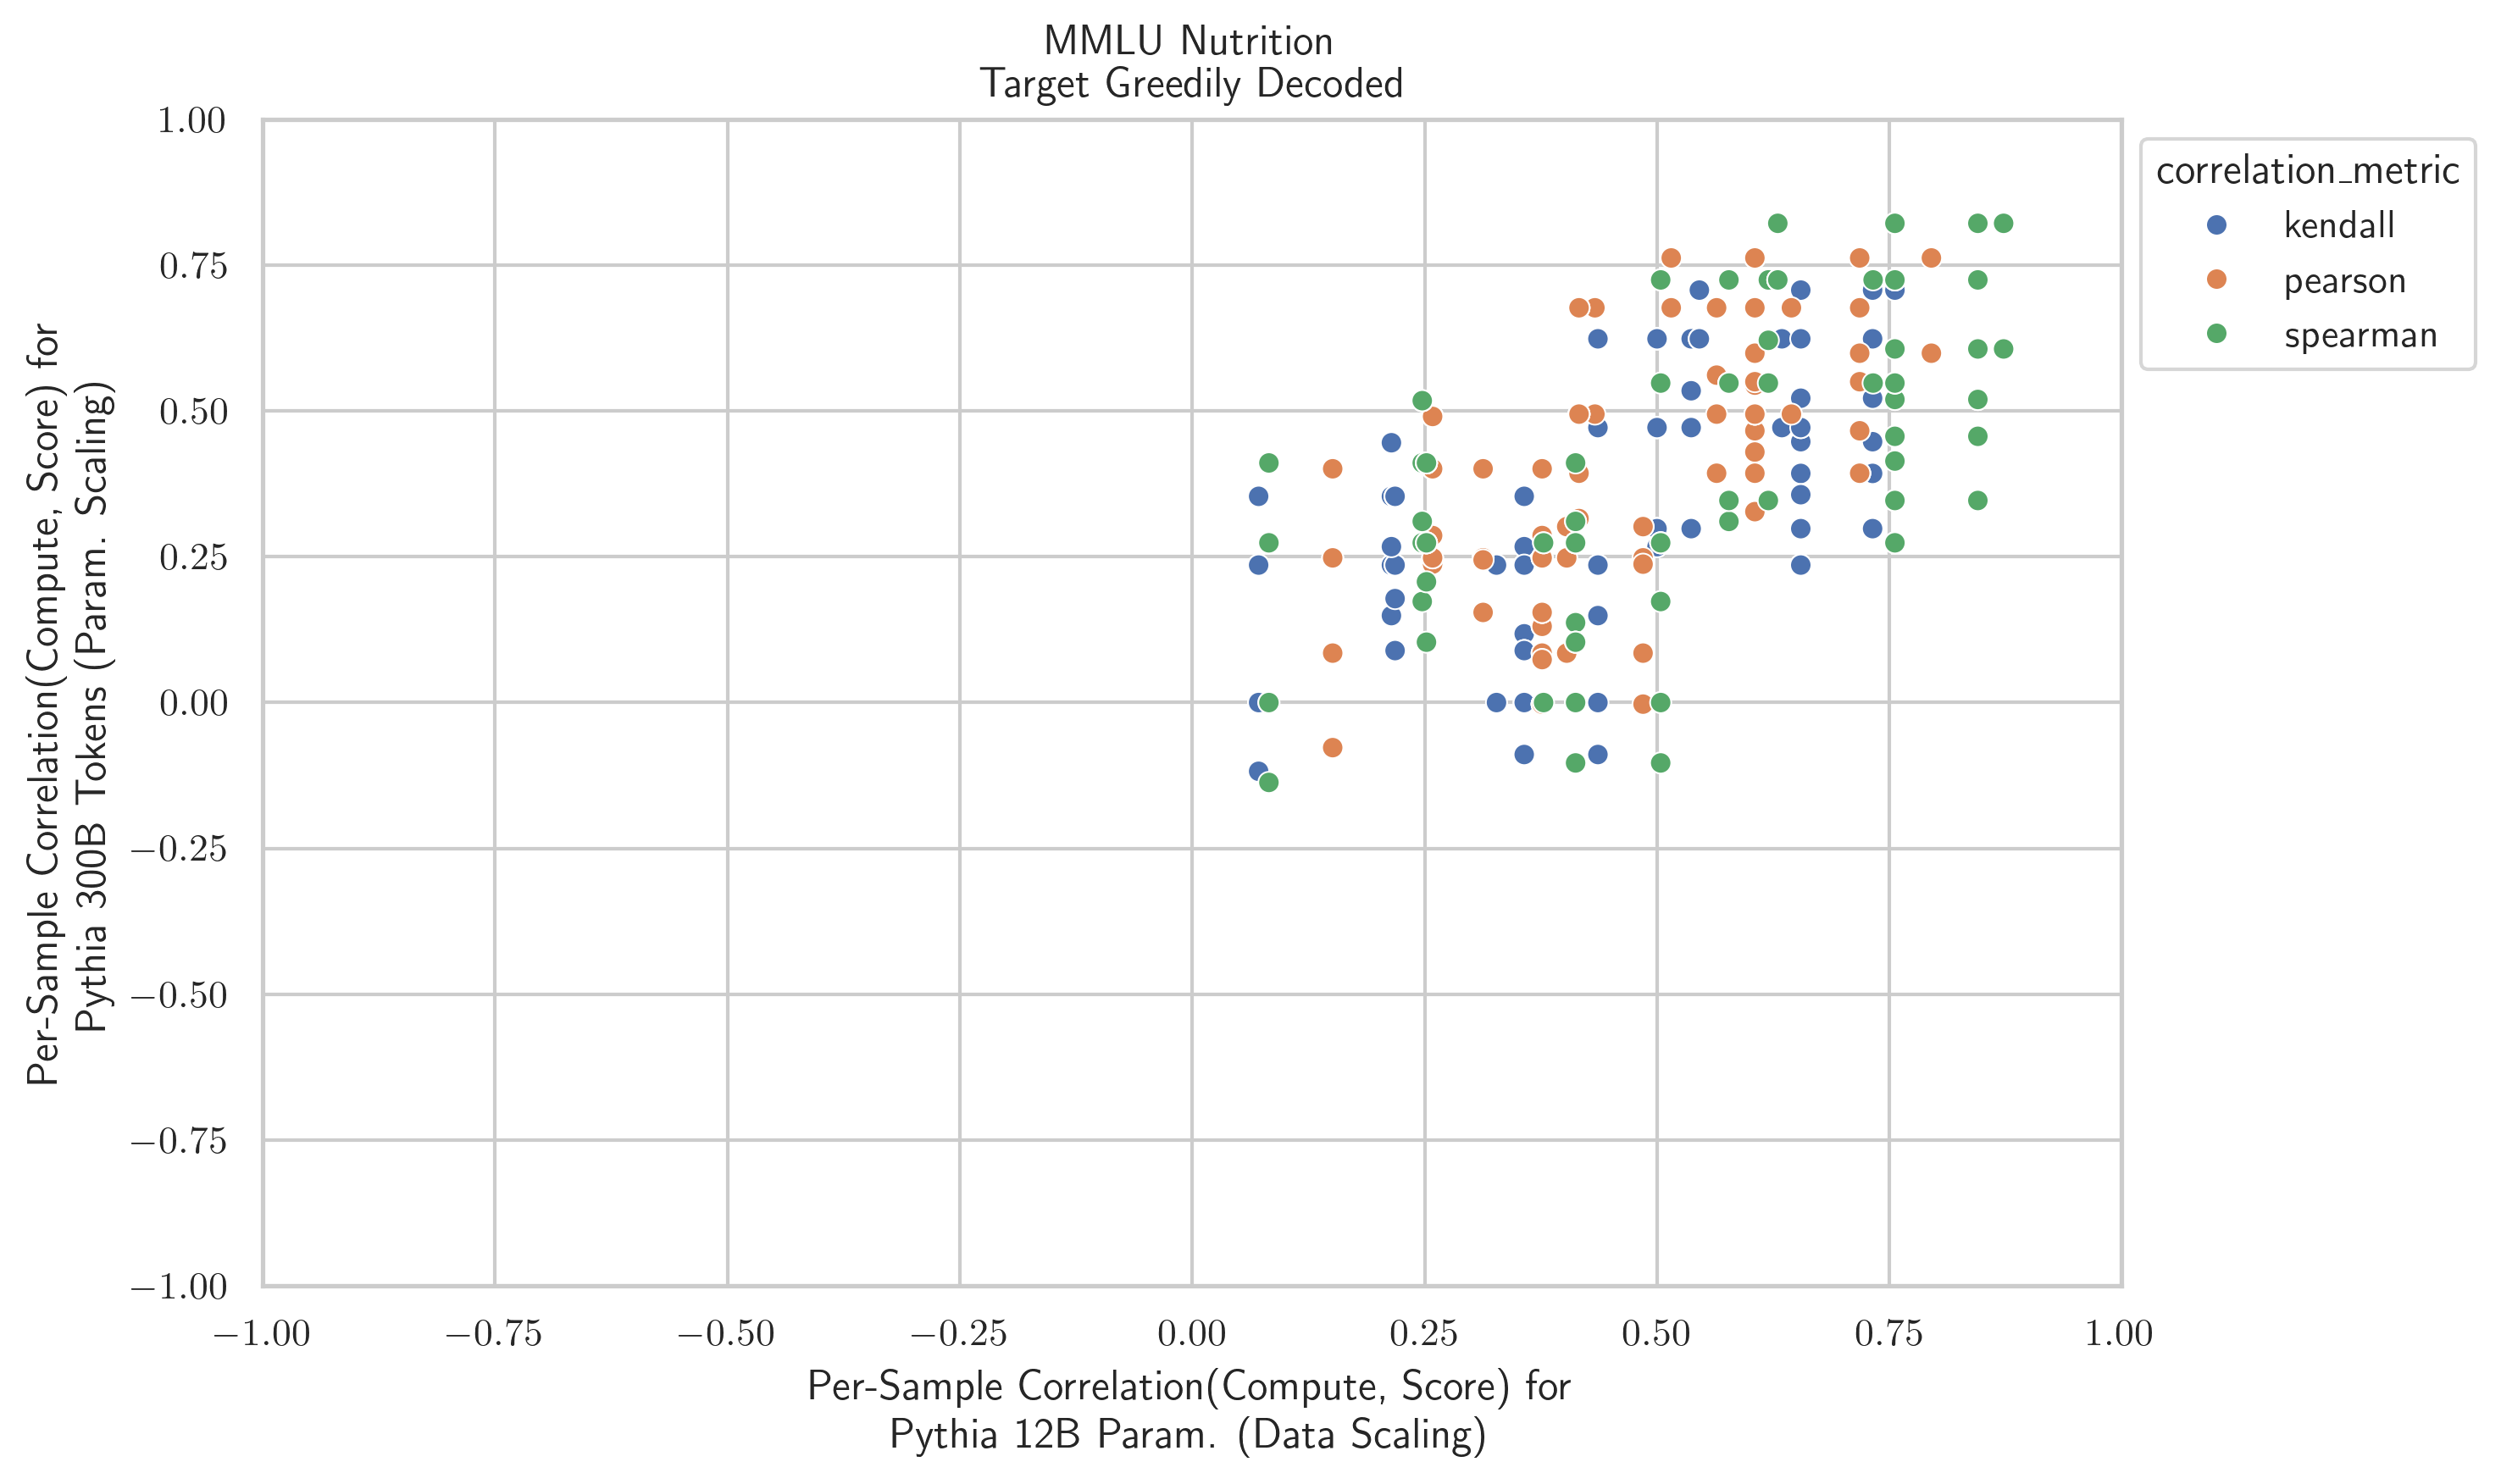 MMLU Nutrition
Target Greedily Decoded
Per-Sample Correlation(Compute, Score) for
Pythia 300B Tokens (Param. Scaling)
1.00
0.75
0.50
0.25
0.00
−0.25
−0.50
−0.75
−1.00
−1.00 −0.75 −0.50 −0.25 0.00 0.25 0.50 0.75 1.00
Per-Sample Correlation(Compute, Score) for
Pythia 12B Param. (Data Scaling)
correlation_metric
kendall
pearson
spearman